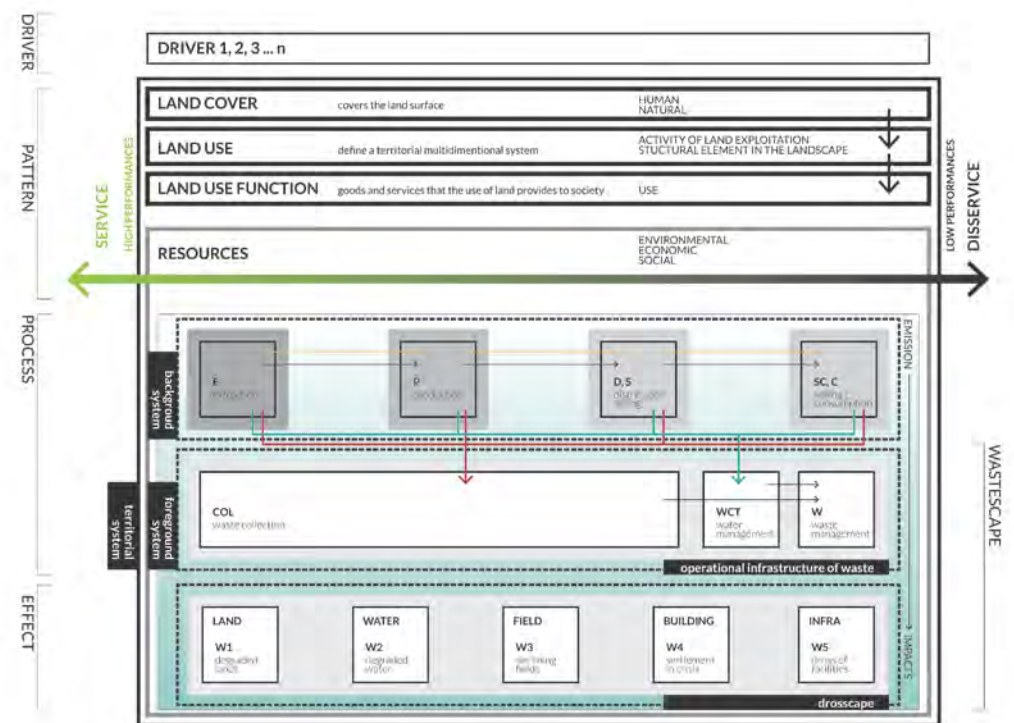 DRIVER
DRIVER 1, 2, 3 ... n
PATTERN
LAND COVER
covers the land surface
HUMAN
NATURAL
LAND USE
define a territorial multidimentional system
ACTIVITY OF LAND EXPLOITATION
STUCTURAL ELEMENT IN THE LANDSCAPE
LAND USE FUNCTION
goods and services that the use of land provides to society
USE
SERVICE
HIGH PERFORMANCES
LOW PERFORMANCES
DISSERVICE
RESOURCES
ENVIRONMENTAL
ECONOMIC
SOCIAL
PROCESS
backgroud
system
E
extraction
P
production
D, S
SC, C
consumption
EMISSION
IMPACTS
territorial
system
foreground
system
COL
waste collection
WCT
water
management
W
waste
management
operational infrastructure of waste
WASTESCAPE
EFFECT
LAND
W1
degraded
lands
WATER
W2
degraded
water
FIELD
W3
declining
fields
BUILDING
W4
settlement
in crisis
INFRA
W5
dross of
facilities
drosscape